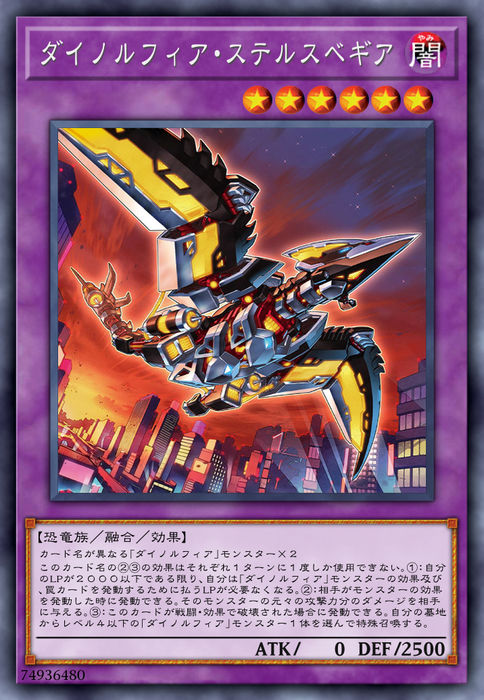 ダイノルフィア・ステルスベギア
やみ
闇
【恐竜族／融合／効果】
カード名が異なる「ダイノルフィア」モンスター×２
このカード名の②③の効果はそれぞれ１ターンに１度しか使用できない。①：自分
のLPが２０００以下である限り、自分は「ダイノルフィア」モンスターの効果及び、
罠カードを発動するために払うLPが必要なくなる。②：相手がモンスターの効果
を発動した時に発動できる。そのモンスターの元々の攻撃力分のダメージを相手
に与える。③：このカードが戦闘・効果で破壊された場合に発動できる。自分の墓地
からレベル４以下の「ダイノルフィア」モンスター１体を選んで特殊召喚する。
ATK/ 0 DEF/2500
74936480